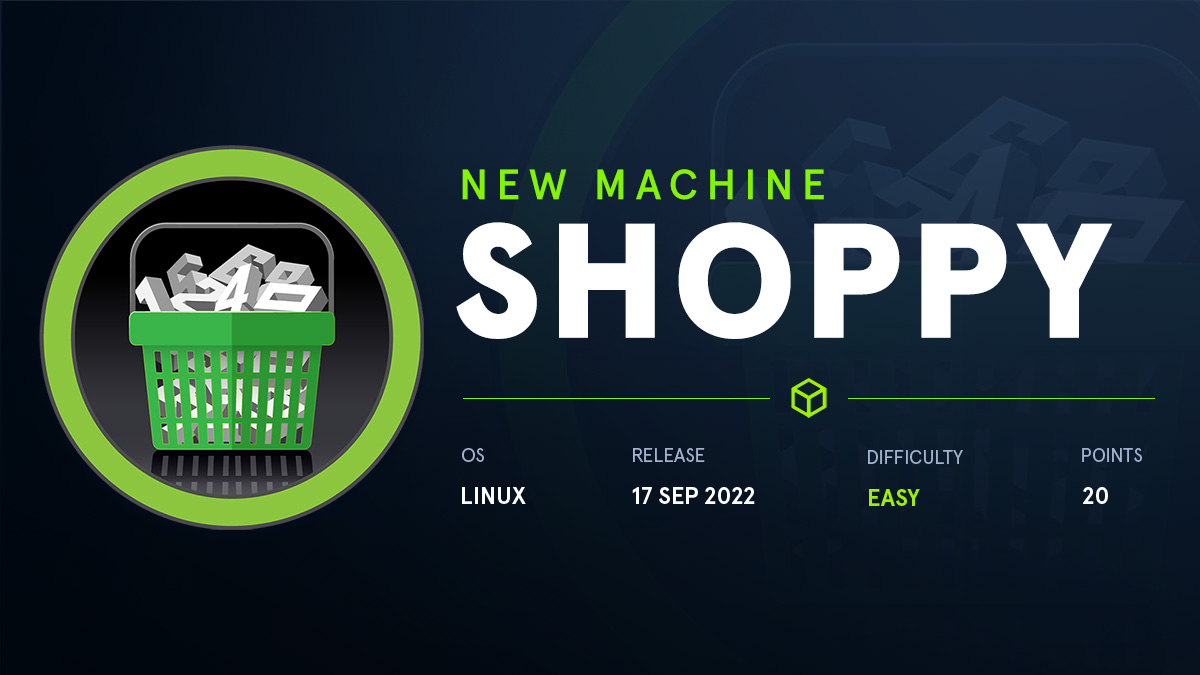 NEW MACHINE
SHOPPY
OS RELEASE DIFFICULTY POINTS
LINUX 17 SEP 2022 EASY 20